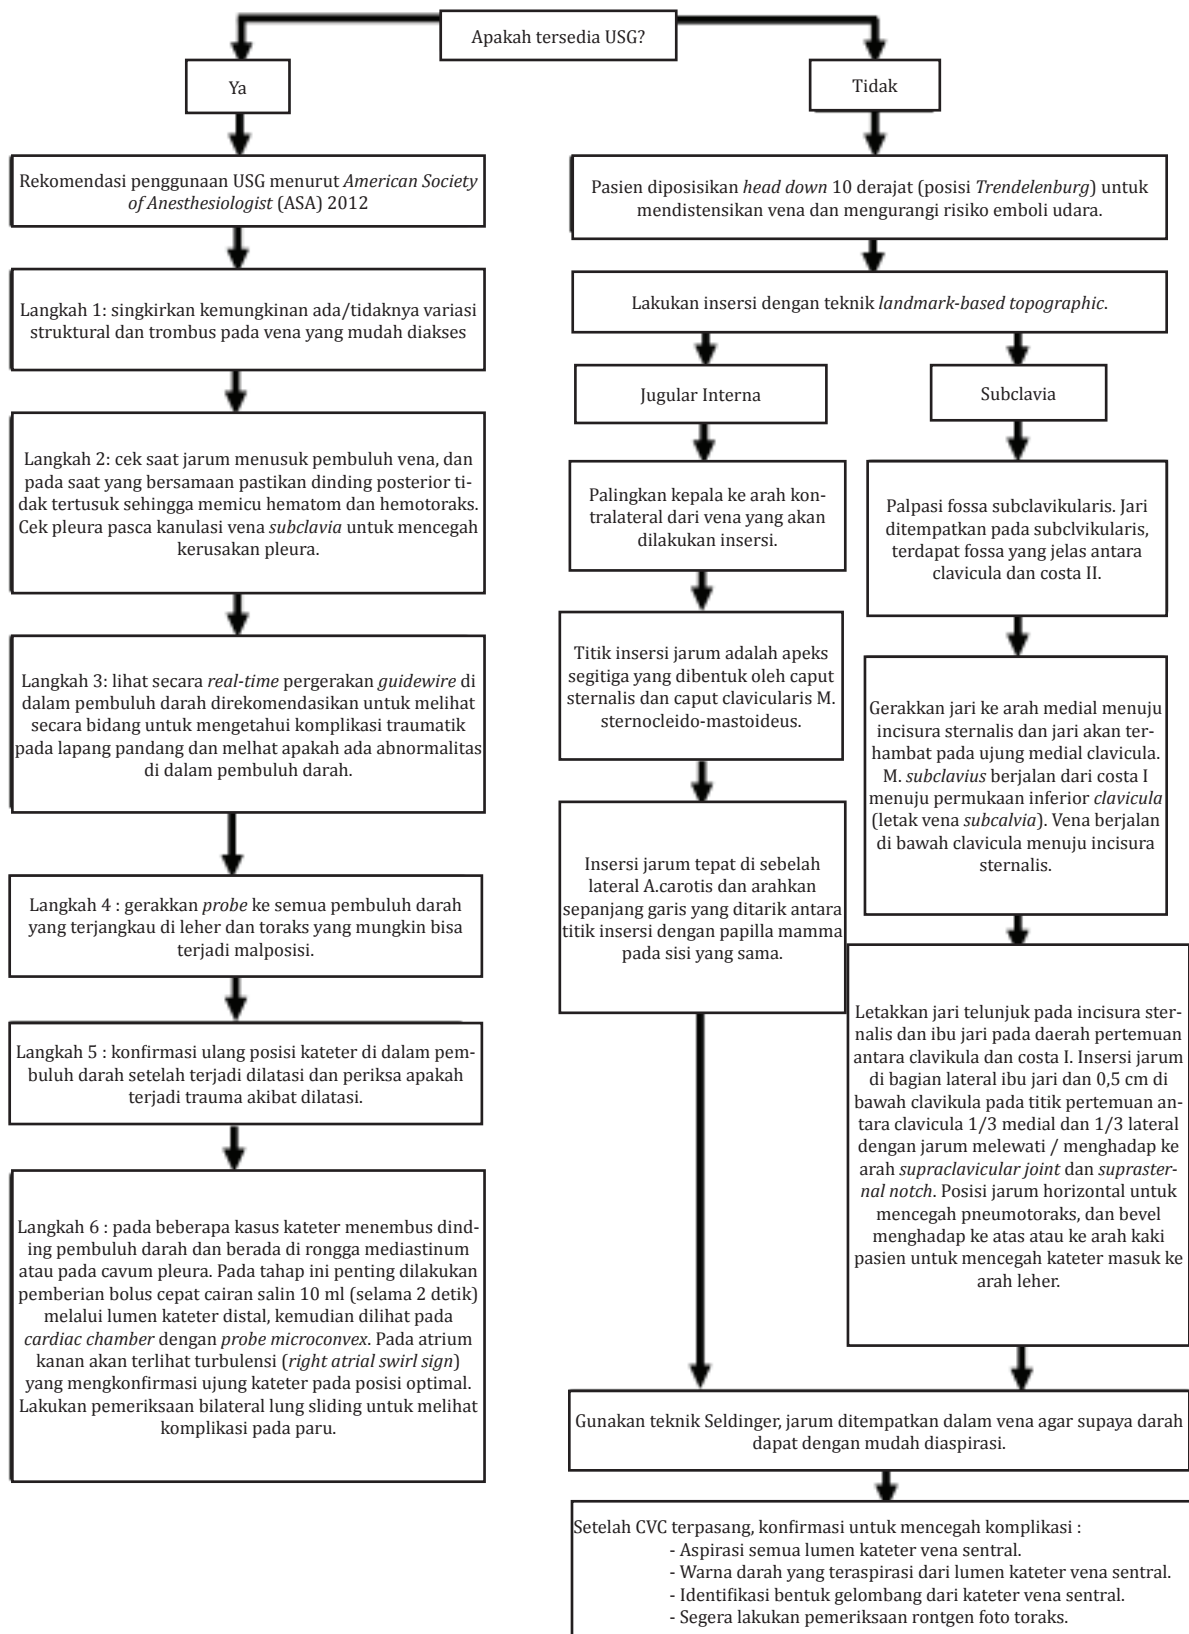 Apakah tersedia USG?
Ya
Rekomendasi penggunaan USG menurut American Society
of Anesthesiologist (ASA) 2012
Langkah 1: singkirkan kemungkinan ada/tidaknya variasi
struktural dan trombus pada vena yang mudah diakses
Langkah 2: cek saat jarum menusuk pembuluh vena, dan
pada saat yang bersamaan pastikan dinding posterior ti-
dak tertusuk sehingga memicu hematom dan hemotoraks.
Cek pleura pasca kanulasi vena subclavia untuk mencegah
kerusakan pleura.
Langkah 3: lihat secara real-time pergerakan guidewire di
dalam pembuluh darah direkomendasikan untuk melihat
secara bidang untuk mengetahui komplikasi traumatik
pada lapang pandang dan melhat apakah ada abnormalitas
di dalam pembuluh darah.
Langkah 4 : gerakkan probe ke semua pembuluh darah
yang terjangkau di leher dan toraks yang mungkin bisa
terjadi malposisi.
Langkah 5 : konfirmasi ulang posisi kateter di dalam pem-
buluh darah setelah terjadi dilatasi dan periksa apakah
terjadi trauma akibat dilatasi.
Langkah 6 : pada beberapa kasus kateter menembus dind-
ing pembuluh darah dan berada di rongga mediastinum
atau pada cavum pleura. Pada tahap ini penting dilakukan
pemberian bolus cepat cairan salin 10 ml (selama 2 detik)
melalui lumen kateter distal, kemudian dilihat pada
cardiac chamber dengan probe microconvex. Pada atrium
kanan akan terlihat turbulensi (right atrial swirl sign)
yang mengkonfirmasi ujung kateter pada posisi optimal.
Lakukan pemeriksaan bilateral lung sliding untuk melihat
komplikasi pada paru.
Tidak
Pasien diposisikan head down 10 derajat (posisi Trendelenburg) untuk
mendistensikan vena dan mengurangi risiko emboli udara.
Lakukan insersi dengan teknik landmark-based topographic.
Jugular Interna
Palingkan kepala ke arah kon-
tralateral dari vena yang akan
dilakukan insersi.
Titik insersi jarum adalah apeks
segitiga yang dibentuk oleh caput
sternalis dan caput clavicularis M.
sternocleido-mastoideus.
Insersi jarum tepat di sebelah
lateral A.carotis dan arahkan
sepanjang garis yang ditarik antara
titik insersi dengan papilla mamma
pada sisi yang sama.
Subclavia
Palpasi fossa subclavikularis. Jari
ditempatkan pada subclvikularis,
terdapat fossa yang jelas antara
clavicula dan costa II.
Gerakkan jari ke arah medial menuju
incisura sternalis dan jari akan ter-
hambat pada ujung medial clavicula.
M. subclavius berjalan dari costa I
menuju permukaan inferior clavicula
(letak vena subcalvia). Vena berjalan
di bawah clavicula menuju incisura
sternalis.
Letakkan jari telunjuk pada incisura ster-
nalis dan ibu jari pada daerah pertemuan
antara clavikula dan costa I. Insersi jarum
di bagian lateral ibu jari dan 0,5 cm di
bawah clavikula pada titik pertemuan an-
tara clavicula 1/3 medial dan 1/3 lateral
dengan jarum melewati / menghadap ke
arah supraclavicular joint dan supraster-
nal notch. Posisi jarum horizontal untuk
mencegah pneumotoraks, dan bevel
menghadap ke atas atau ke arah kaki
pasien untuk mencegah kateter masuk ke
arah leher.
Gunakan teknik Seldinger, jarum ditempatkan dalam vena agar supaya darah
dapat dengan mudah diaspirasi.
Setelah CVC terpasang, konfirmasi untuk mencegah komplikasi :
- Aspirasi semua lumen kateter vena sentral.
- Warna darah yang teraspirasi dari lumen kateter vena sentral.
- Identifikasi bentuk gelombang dari kateter vena sentral.
- Segera lakukan pemeriksaan rontgen foto toraks.